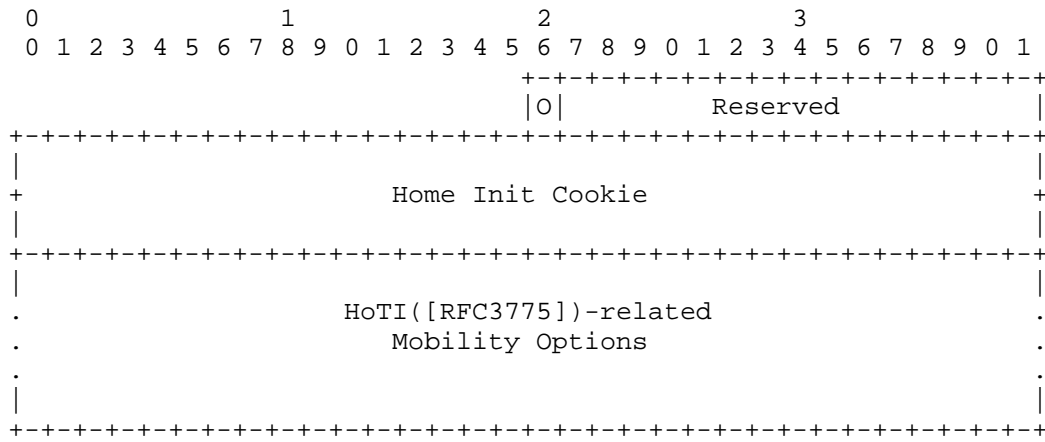 0                   1                   2                   3
0 1 2 3 4 5 6 7 8 9 0 1 2 3 4 5 6 7 8 9 0 1 2 3 4 5 6 7 8 9 0 1
+-+-+-+-+-+-+-+-+-+-+-+-+-+-+-+-+
|O| Reserved |
+-+-+-+-+-+-+-+-+-+-+-+-+-+-+-+-+-+-+-+-+-+-+-+-+-+-+-+-+-+-+-+-+
| |
+ Home Init Cookie +
| |
+-+-+-+-+-+-+-+-+-+-+-+-+-+-+-+-+-+-+-+-+-+-+-+-+-+-+-+-+-+-+-+-+
| |
. HoTI([RFC3775])-related .
. Mobility Options .
. .
| |
+-+-+-+-+-+-+-+-+-+-+-+-+-+-+-+-+-+-+-+-+-+-+-+-+-+-+-+-+-+-+-+-+